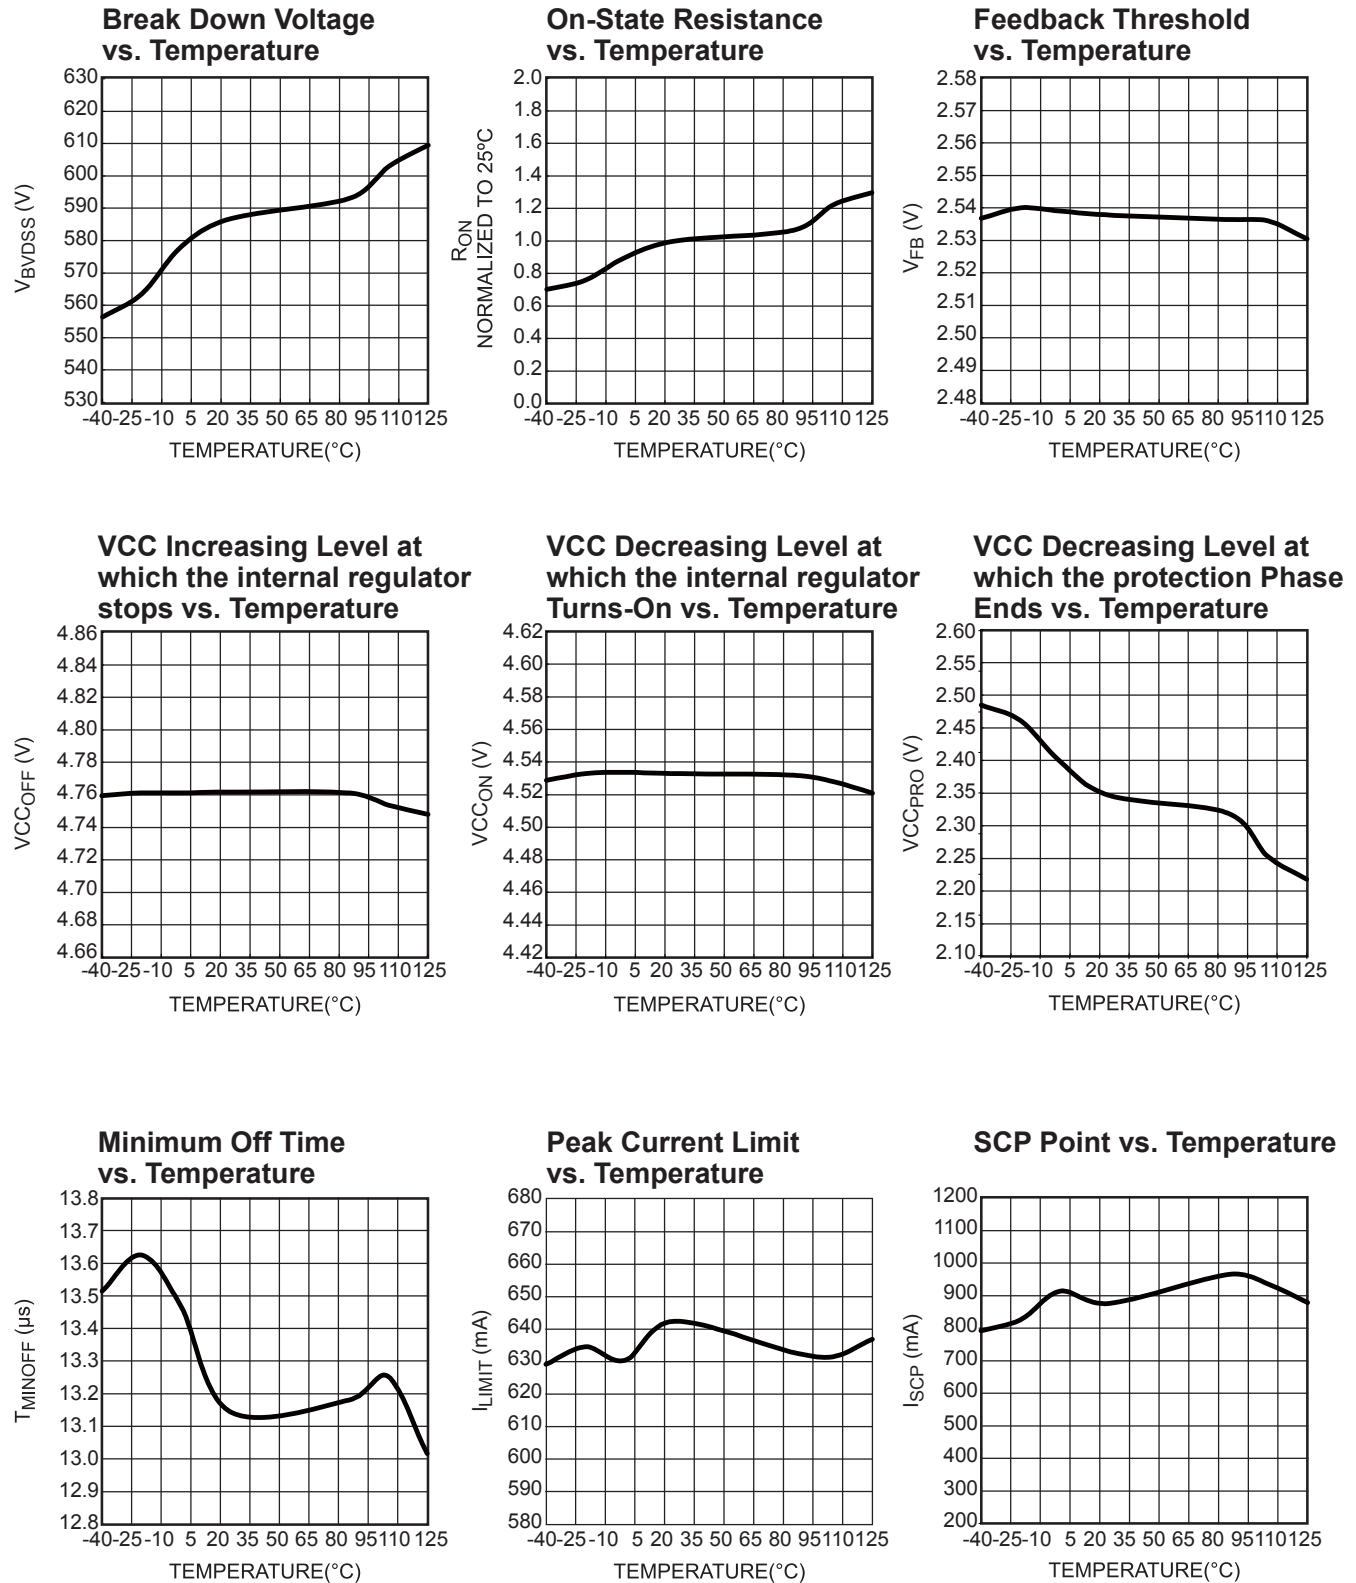 Break Down Voltage
vs. Temperature
630
620
610
600
590
580
570
560
550
540
530
VBVDSS (V)
-40-25-10 5 20 35 50 65 80 95110125
TEMPERATURE(°C)
On-State Resistance
vs. Temperature
2.0
1.8
1.6
1.4
1.2
1.0
0.8
0.6
0.4
0.2
0.0
RON
NORMALIZED TO 25ºC
-40-25-10 5 20 35 50 65 80 95110 125
TEMPERATURE(°C)
Feedback Threshold
vs. Temperature
2.58
2.57
2.56
2.55
2.54
2.53
2.52
2.51
2.50
2.49
2.48
VFB (V)
-40-25-10 5 20 35 50 65 80 95110 125
TEMPERATURE(°C)
VCC Increasing Level at
which the internal regulator
stops vs. Temperature
4.86
4.84
4.82
4.80
4.78
4.76
4.74
4.72
4.70
4.68
4.66
VCCOFF (V)
-40-25-10 5 20 35 50 65 80 95110125
TEMPERATURE(°C)
VCC Decreasing Level at
which the internal regulator
Turns-On vs. Temperature
4.62
4.60
4.58
4.56
4.54
4.52
4.50
4.48
4.46
4.44
4.42
VCCON (V)
-40-25-10 5 20 35 50 65 80 95110 125
TEMPERATURE(°C)
VCC Decreasing Level at
which the protection Phase
Ends vs. Temperature
2.60
2.55
2.50
2.45
2.40
2.35
2.30
2.25
2.20
2.15
2.10
VCCPRO (V)
-40-25-10 5 20 35 50 65 80 95110 125
TEMPERATURE(°C)
Minimum Off Time
vs. Temperature
13.8
13.7
13.6
13.5
13.4
13.3
13.2
13.1
13.0
12.9
12.8
TMINOFF (µs)
-40-25-10 5 20 35 50 65 80 95110125
TEMPERATURE(°C)
Peak Current Limit
vs. Temperature
680
670
660
650
640
630
620
610
600
590
580
ILIMIT (mA)
-40-25-10 5 20 35 50 65 80 95110 125
TEMPERATURE(°C)
SCP Point vs. Temperature
1200
1100
1000
900
800
700
600
500
400
300
200
ISCP (mA)
-40-25-10 5 20 35 50 65 80 95110 125
TEMPERATURE(°C)